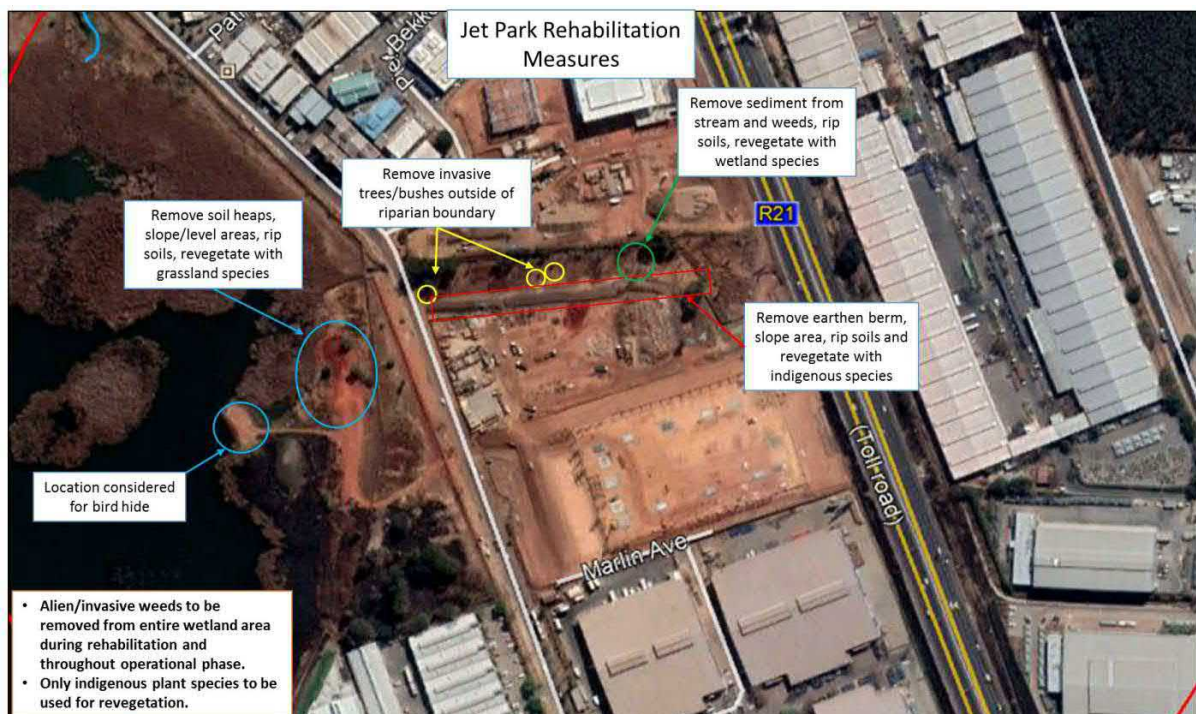 Jet Park Rehabilitation
Measures
Remove sediment from
stream and weeds, rip
soils, revegetate with
wetland species
Remove invasive
trees/bushes outside of
riparian boundary
R21
Remove soil heaps,
slope/level areas, rip
soils, revegetate with
grassland species
Remove earthen berm,
slope area, rip soils and
revegetate with
indigenous species
Location considered
for bird hide
(Toll road)
Marlin Ave
• Alien/invasive weeds to be
removed from entire wetland area
during rehabilitation and
throughout operational phase.
• Only indigenous plant species to be
used for revegetation.